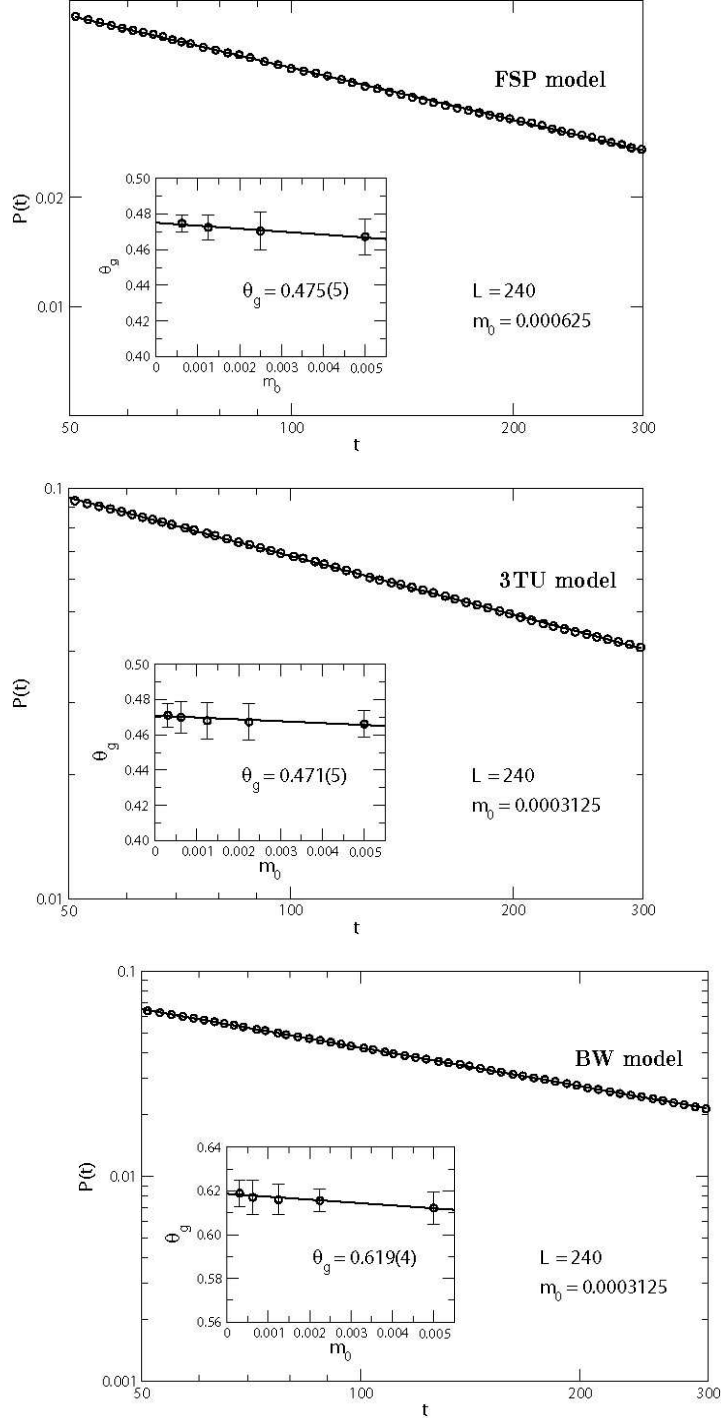 FSP model
P(t)
0.02
0.01
0.50
0.48
0.46
0.44
0.42
0.40
θg
θg = 0.475(5)
0 0.001 0.002 0.003 0.004 0.005
m0
L = 240
m0 = 0.000625
50 100 200 300
t
0.1
3TU model
P(t)
0.50
0.48
0.46
0.44
0.42
0.40
θg
θg = 0.471(5)
0 0.001 0.002 0.003 0.004 0.005
m0
L = 240
m0 = 0.0003125
0.01
50 100 200 300
t
0.1
BW model
P(t)
0.01
0.64
0.62
0.60
0.58
0.56
θg
θg = 0.619(4)
0 0.001 0.002 0.003 0.004 0.005
m0
L = 240
m0 = 0.0003125
0.001
50 100 200 300
t